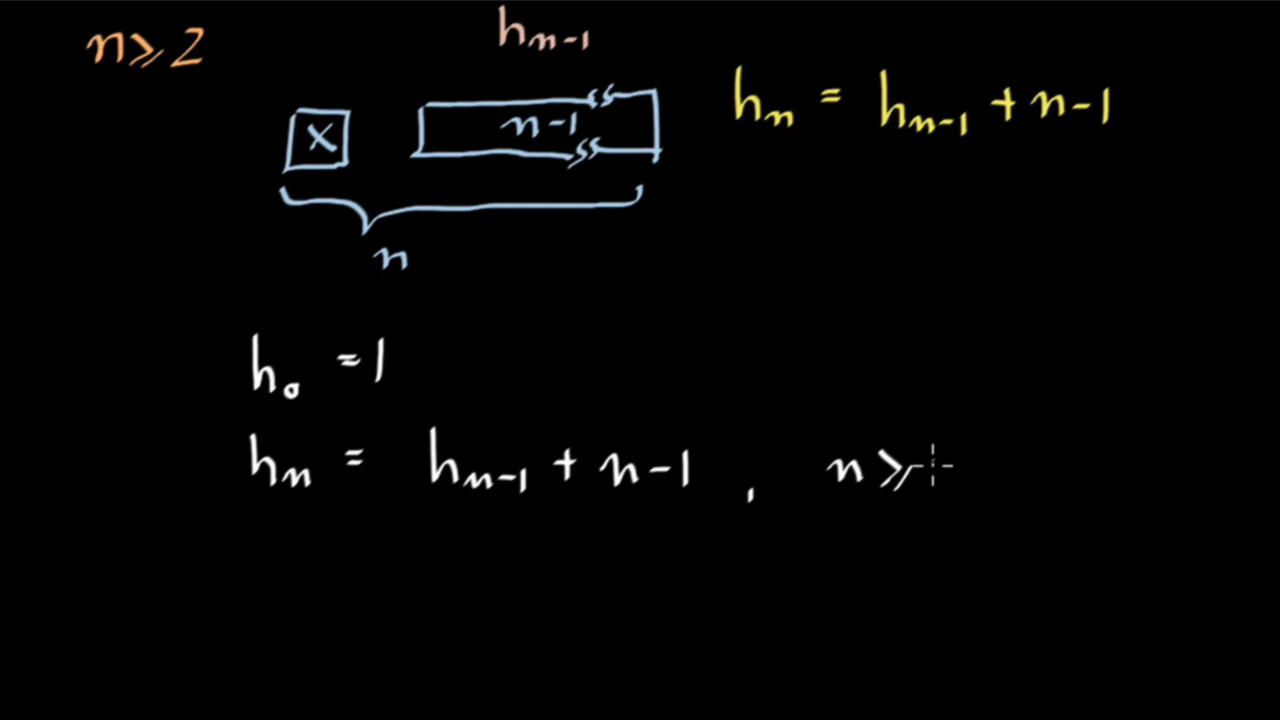 n ⩾ 2
hₙ₋₁
x
n-1
hₙ = hₙ₋₁ + n-1
n
h₀ = 1
hₙ = hₙ₋₁ + n-1 , n ⩾